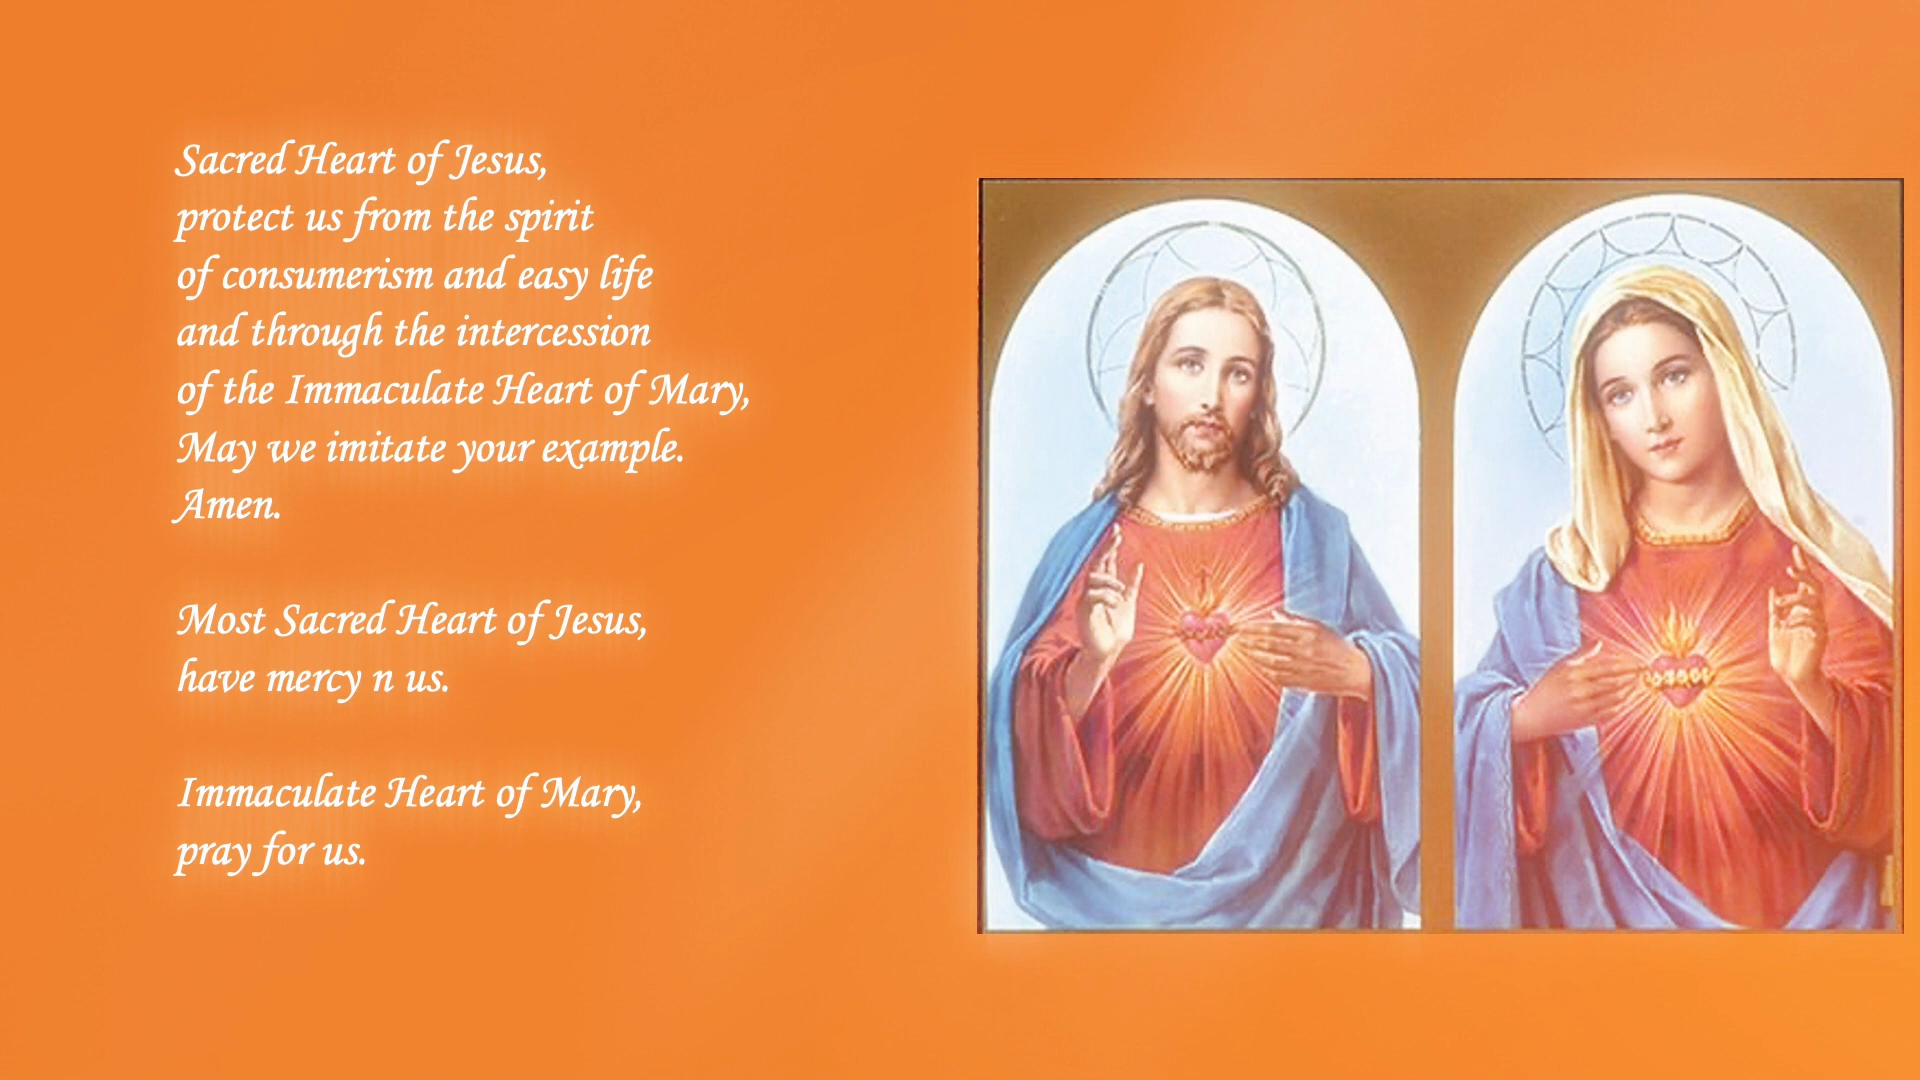 Sacred Heart of Jesus,
protect us from the spirit
of consumerism and easy life
and through the intercession
of the Immaculate Heart of Mary,
May we imitate your example.
Amen.
Most Sacred Heart of Jesus,
have mercy n us.
Immaculate Heart of Mary,
pray for us.